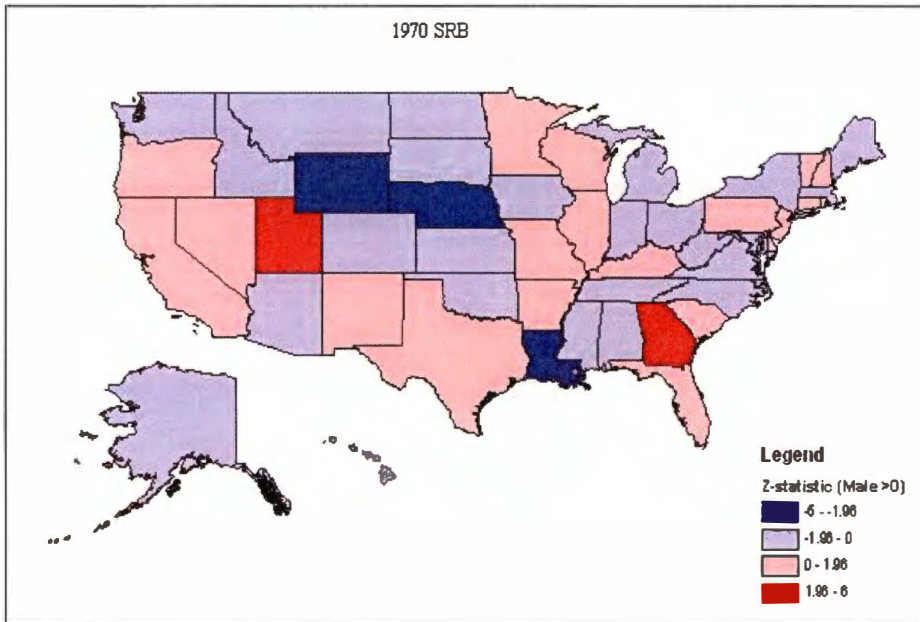 1970 SRB
Legend
Z-statistic (Male >0)
-6 - -1.96
-1.96 - 0
0 - 1.96
1.96 - 6